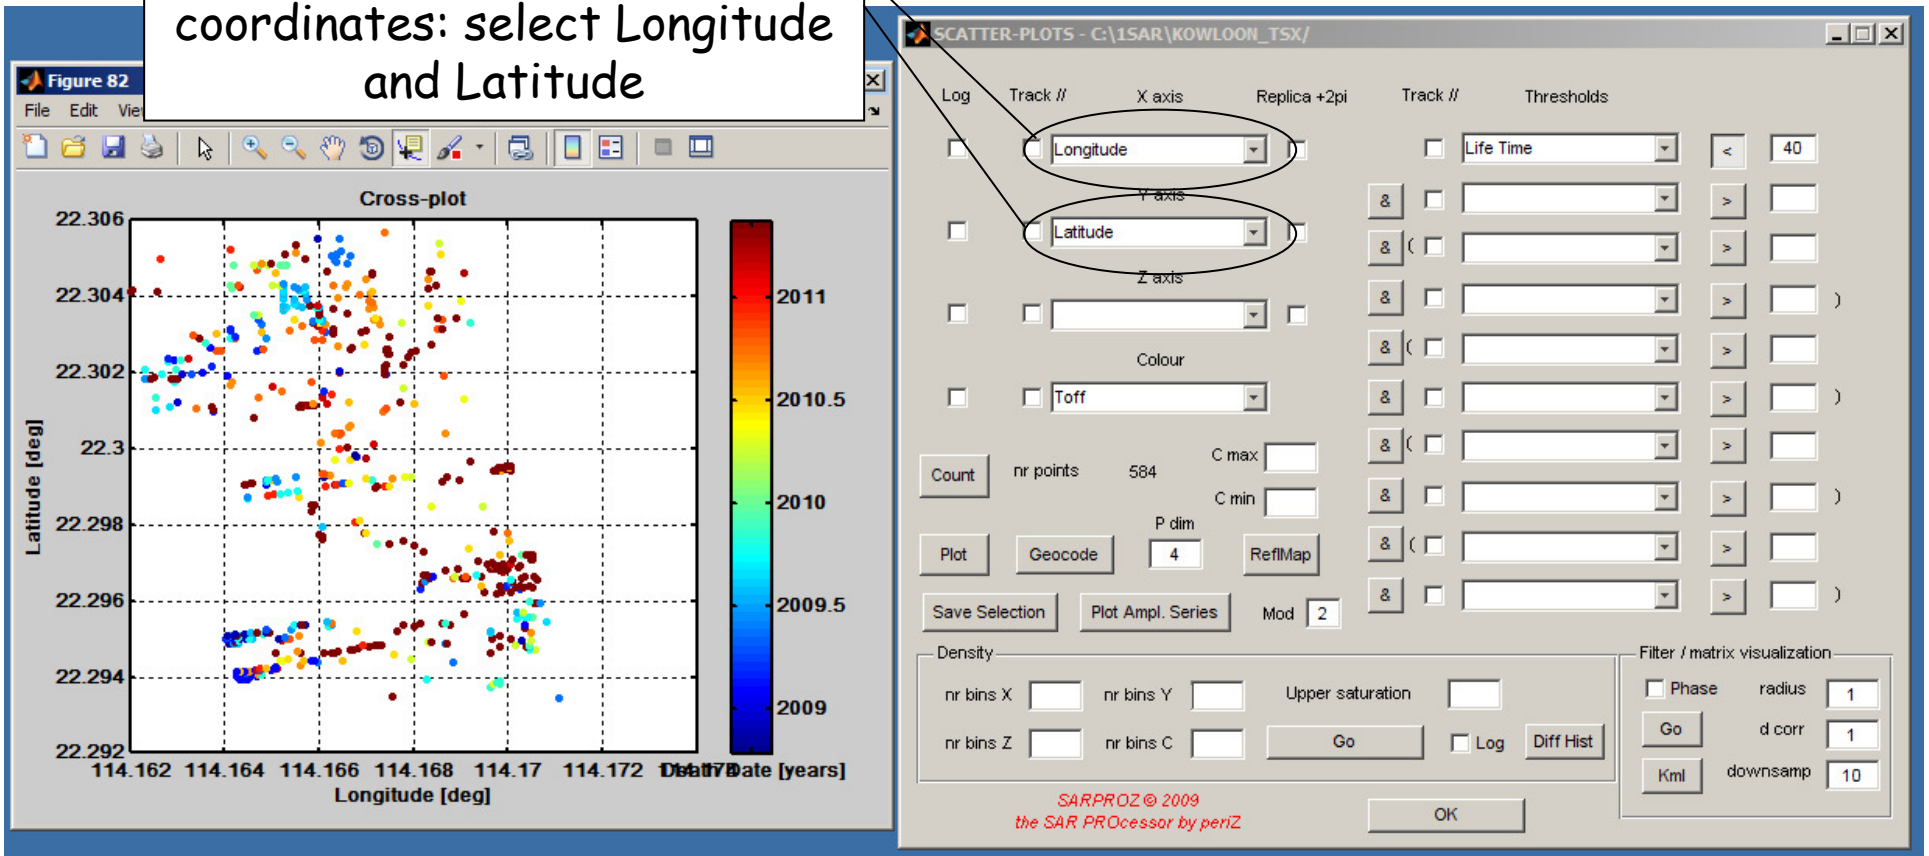 coordinates: select Longitude
and Latitude
Figure 82
File Edit
Cross-plot
22.306
22.304
22.302
22.3
22.298
22.296
22.294
22.292
Latitude [deg]
114.162 114.164 114.166 114.168 114.17 114.172
Longitude [deg]
2011
2010.5
2010
2009.5
2009
Death Date [years]
SCATTER-PLOTS - C:\1SAR\KOWLOON_TSX/
Log Track // X axis Replica +2pi Track // Thresholds
Longitude Life Time < 40
Y axis
& >
Latitude
& ( >
Z axis
& > )
Colour
& ( >
Toff
& > )
C max
& ( >
Count nr points 584
C min
& > )
P dim
& ( >
Plot Geocode 4 ReflMap
& > )
Save Selection Plot Ampl. Series Mod 2
Density
nr bins X nr bins Y Upper saturation
nr bins Z nr bins C Go Log Diff Hist
Filter / matrix visualization
Phase radius 1
Go d corr 1
Kml downsamp 10
SARPROZ © 2009
the SAR PROcessor by periZ
OK